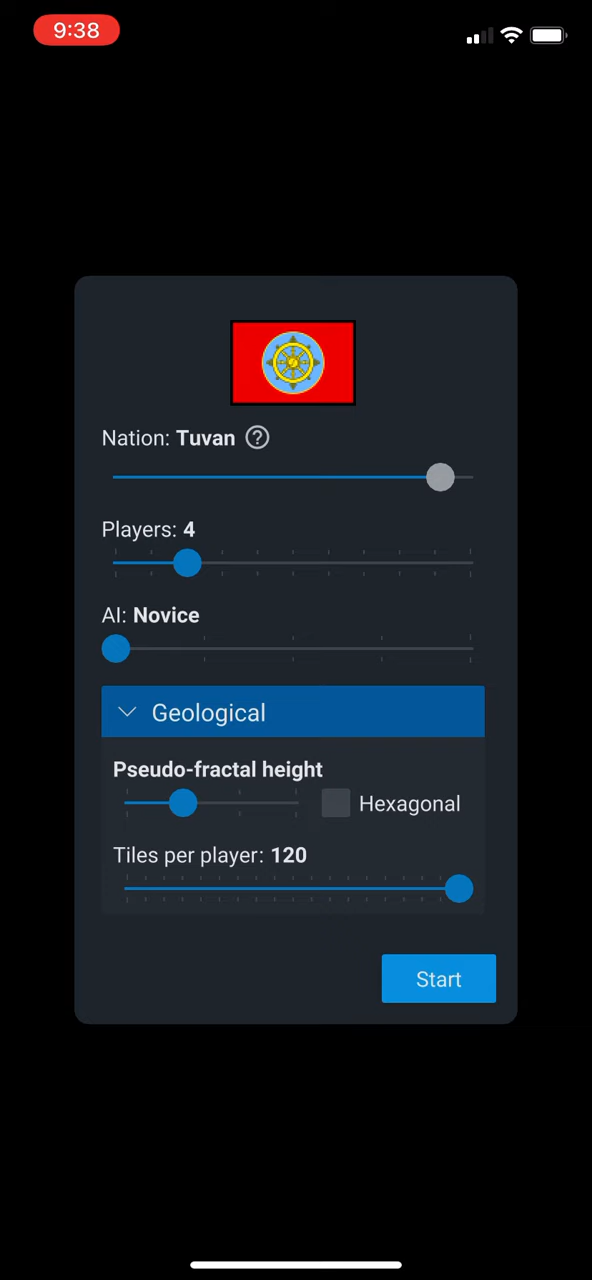 9:38
Nation: Tuvan ?
Players: 4
AI: Novice
Geological
Pseudo-fractal height
Hexagonal
Tiles per player: 120
Start